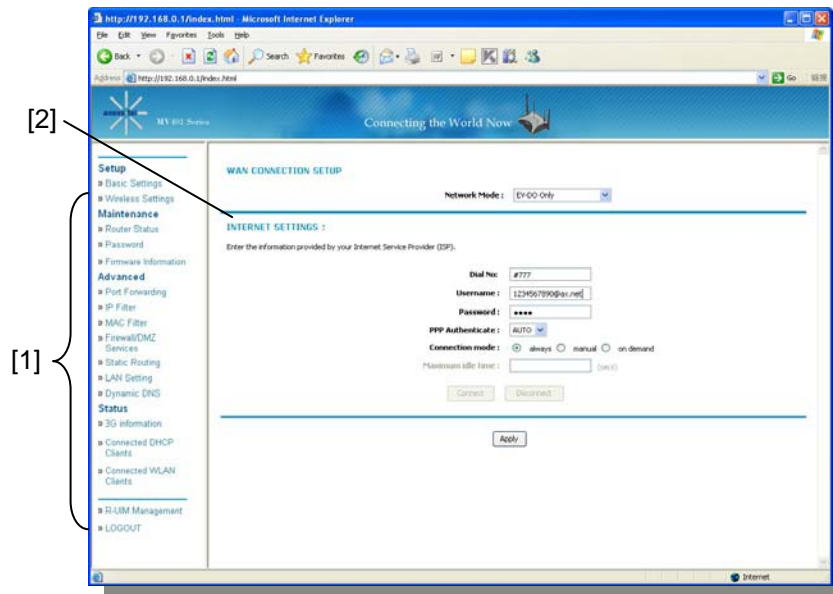 http://192.168.0.1/index.html - Microsoft Internet Explorer
File Edit View Favorites Tools Help
Back Search Favorites
Address http://192.168.0.1/index.html Go
MV 401 Series
Connecting the World Now
[2]
[1]
Setup
Basic Settings
Wireless Settings
Maintenance
Router Status
Password
Firmware Information
Advanced
Port Forwarding
IP Filter
MAC Filter
Firewall/DMZ
Services
Static Routing
LAN Setting
Dynamic DNS
Status
3G information
Connected DHCP
Clients
Connected WLAN
Clients
R-UIM Management
LOGOUT
WAN CONNECTION SETUP
Network Mode : EV-DO Only
INTERNET SETTINGS :
Enter the information provided by your Internet Service Provider (ISP).
Dial No: #777
Username : 1234567890@ax.net
Password : ••••
PPP Authenticate : AUTO
Connection mode : always manual on demand
Maximum idle time :
Connect Disconnect
Apply
Internet